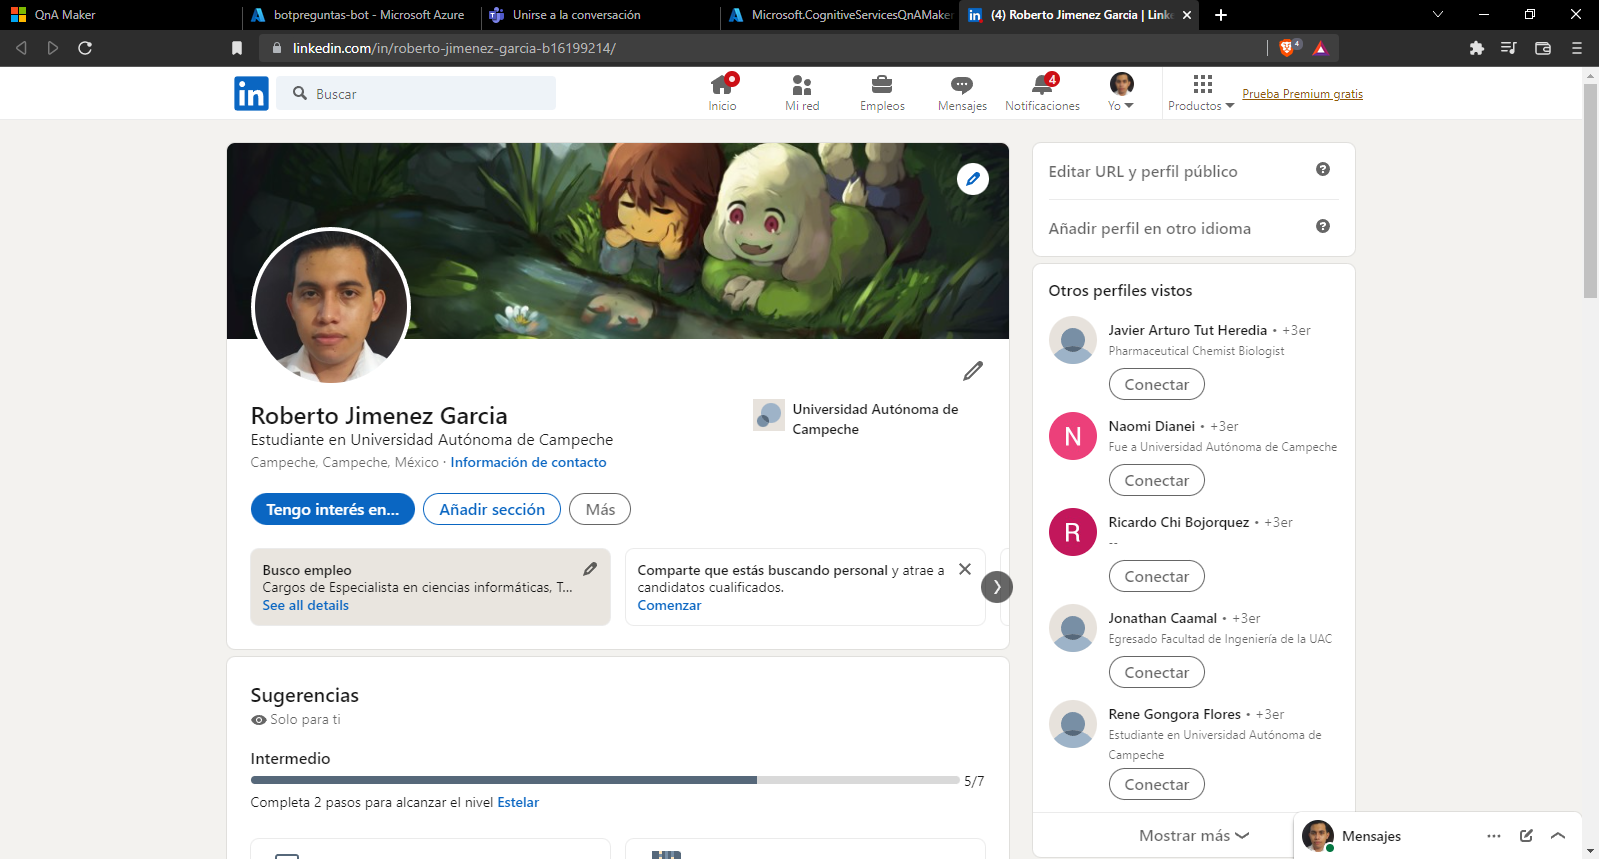 QnA Maker
botpreguntas-bot - Microsoft Azure
Unirse a la conversación
Microsoft.CognitiveServicesQnAMaker
(4) Roberto Jimenez Garcia | Linke
linkedin.com/in/roberto-jimenez-garcia-b16199214/
4
in
Buscar
Inicio
Mi red
Empleos
Mensajes
4
Notificaciones
Yo
Productos
Prueba Premium gratis
Roberto Jimenez Garcia
Estudiante en Universidad Autónoma de Campeche
Campeche, Campeche, México · Información de contacto
Universidad Autónoma de
Campeche
Tengo interés en...
Añadir sección
Más
Busco empleo
Cargos de Especialista en ciencias informáticas, T...
See all details
Comparte que estás buscando personal y atrae a
candidatos cualificados.
Comenzar
Sugerencias
Solo para ti
Intermedio
5/7
Completa 2 pasos para alcanzar el nivel Estelar
Editar URL y perfil público
Añadir perfil en otro idioma
Otros perfiles vistos
Javier Arturo Tut Heredia • +3er
Pharmaceutical Chemist Biologist
Conectar
N
Naomi Dianei • +3er
Fue a Universidad Autónoma de Campeche
Conectar
R
Ricardo Chi Bojorquez • +3er
--
Conectar
Jonathan Caamal • +3er
Egresado Facultad de Ingeniería de la UAC
Conectar
Rene Gongora Flores • +3er
Estudiante en Universidad Autónoma de
Campeche
Conectar
Mostrar más
Mensajes